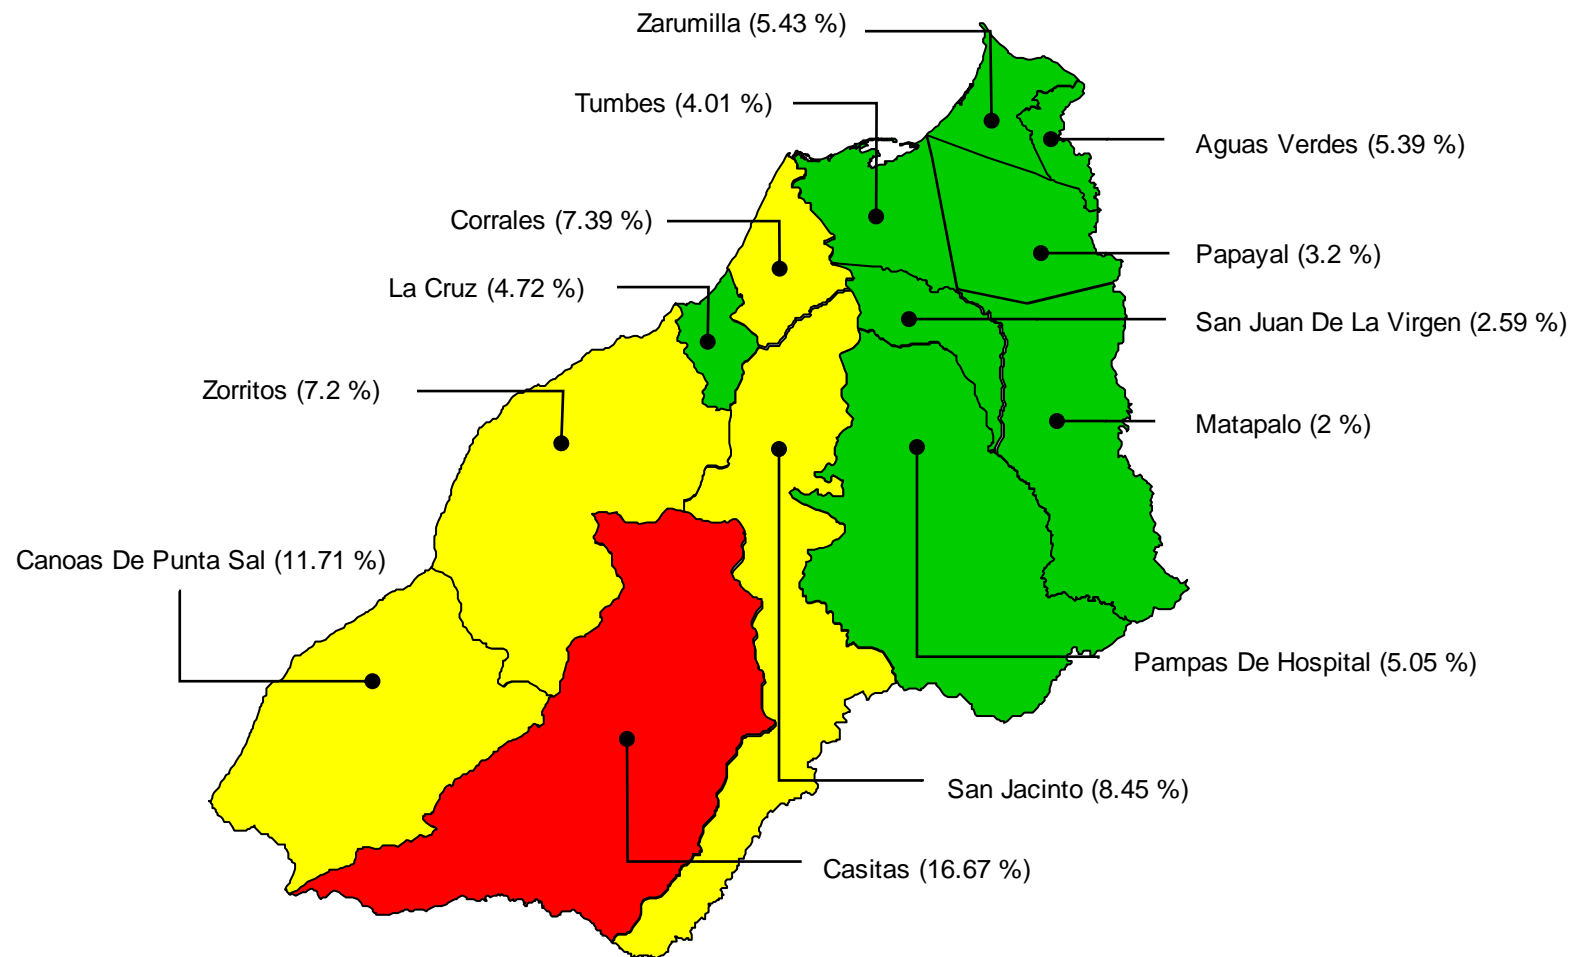 Zarumilla (5.43 %)
Tumbes (4.01 %)
Aguas Verdes (5.39 %)
Corrales (7.39 %)
Papayal (3.2 %)
La Cruz (4.72 %)
San Juan De La Virgen (2.59 %)
Zorritos (7.2 %)
Matapalo (2 %)
Canoas De Punta Sal (11.71 %)
Pampas De Hospital (5.05 %)
San Jacinto (8.45 %)
Casitas (16.67 %)